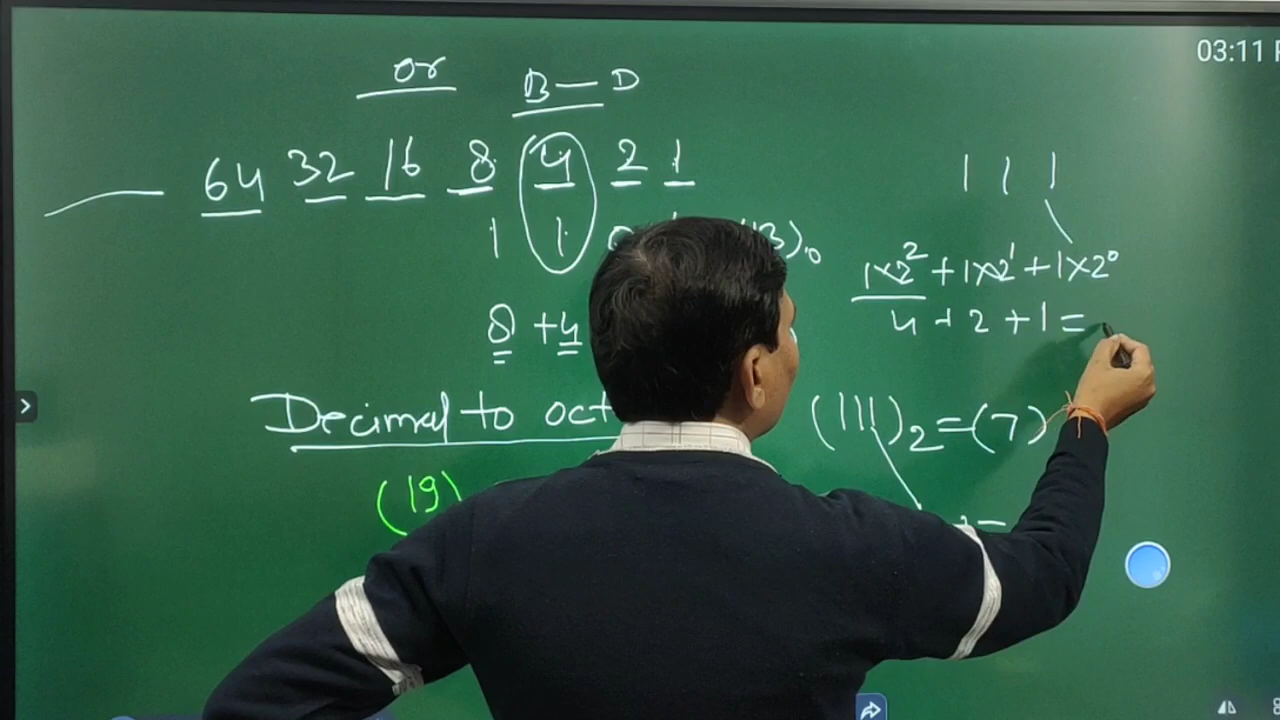 03:11
or
B — D
64 32 16 8 4 2 1
1 1 0
8 + 4
1 1 1
1×2² + 1×2¹ + 1×2⁰
4 + 2 + 1 =
Decimal to oct
(111)₂ = (7)
(19)